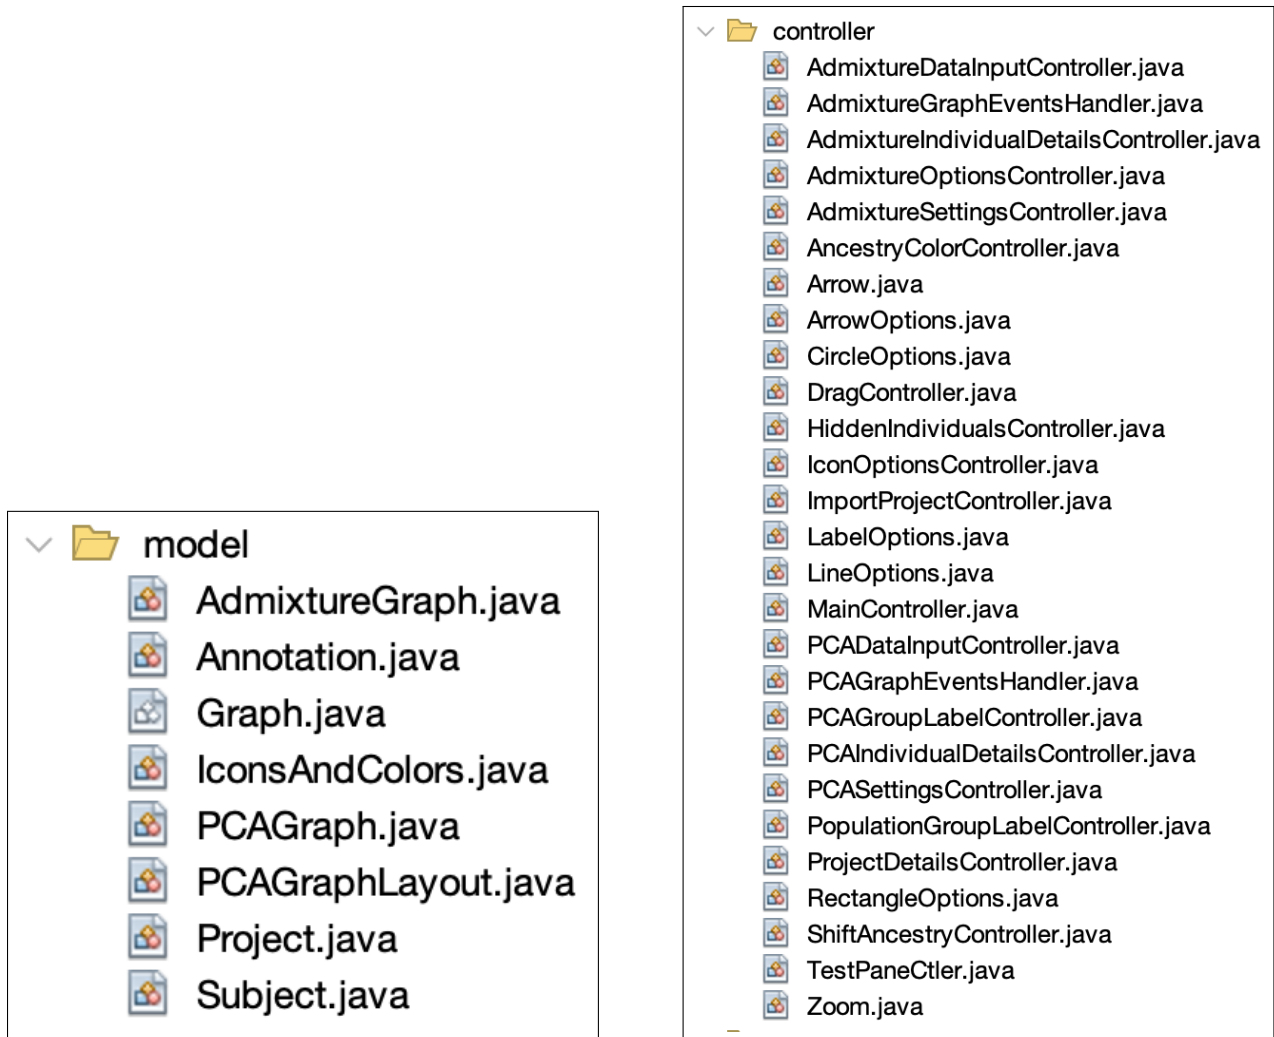 model
AdmixtureGraph.java
Annotation.java
Graph.java
IconsAndColors.java
PCAGraph.java
PCAGraphLayout.java
Project.java
Subject.java
controller
AdmixtureDataInputController.java
AdmixtureGraphEventsHandler.java
AdmixtureIndividualDetailsController.java
AdmixtureOptionsController.java
AdmixtureSettingsController.java
AncestryColorController.java
Arrow.java
ArrowOptions.java
CircleOptions.java
DragController.java
HiddenIndividualsController.java
IconOptionsController.java
ImportProjectController.java
LabelOptions.java
LineOptions.java
MainController.java
PCADataInputController.java
PCAGraphEventsHandler.java
PCAGroupLabelController.java
PCAIndividualDetailsController.java
PCASettingsController.java
PopulationGroupLabelController.java
ProjectDetailsController.java
RectangleOptions.java
ShiftAncestryController.java
TestPaneCtler.java
Zoom.java